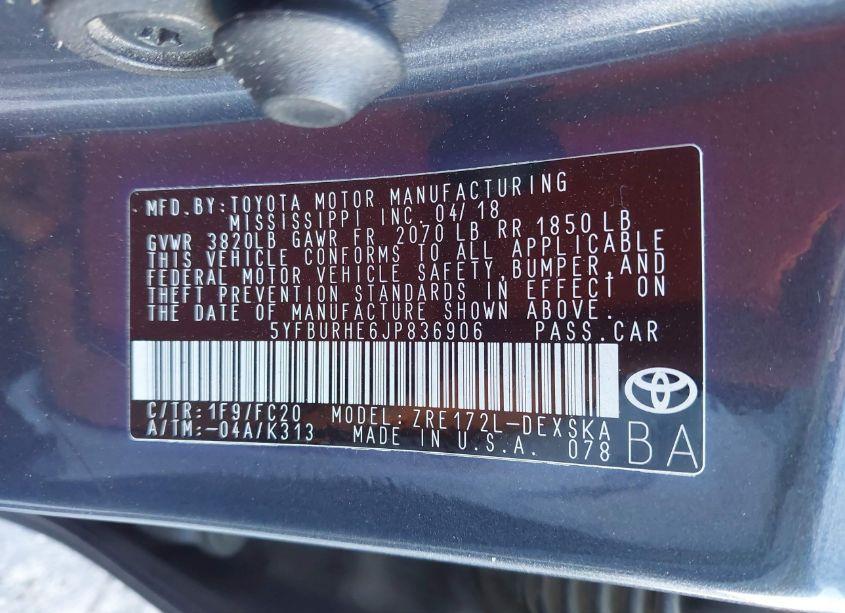 MFD.BY: TOYOTA MOTOR MANUFACTURING
MISSISSIPPI INC. 04/18
GVWR 3820LB GAWR FR 2070 LB RR 1850 LB
THIS VEHICLE CONFORMS TO ALL APPLICABLE
FEDERAL MOTOR VEHICLE SAFETY,BUMPER,AND
THEFT PREVENTION STANDARDS IN EFFECT ON
THE DATE OF MANUFACTURE SHOWN ABOVE.
5YFBURHE6JP836906 PASS.CAR
C/TR: 1F9/FC20 MODEL: ZRE172L-DEXSKA
A/TM: -04A/K313 MADE IN U.S.A. 078
BA